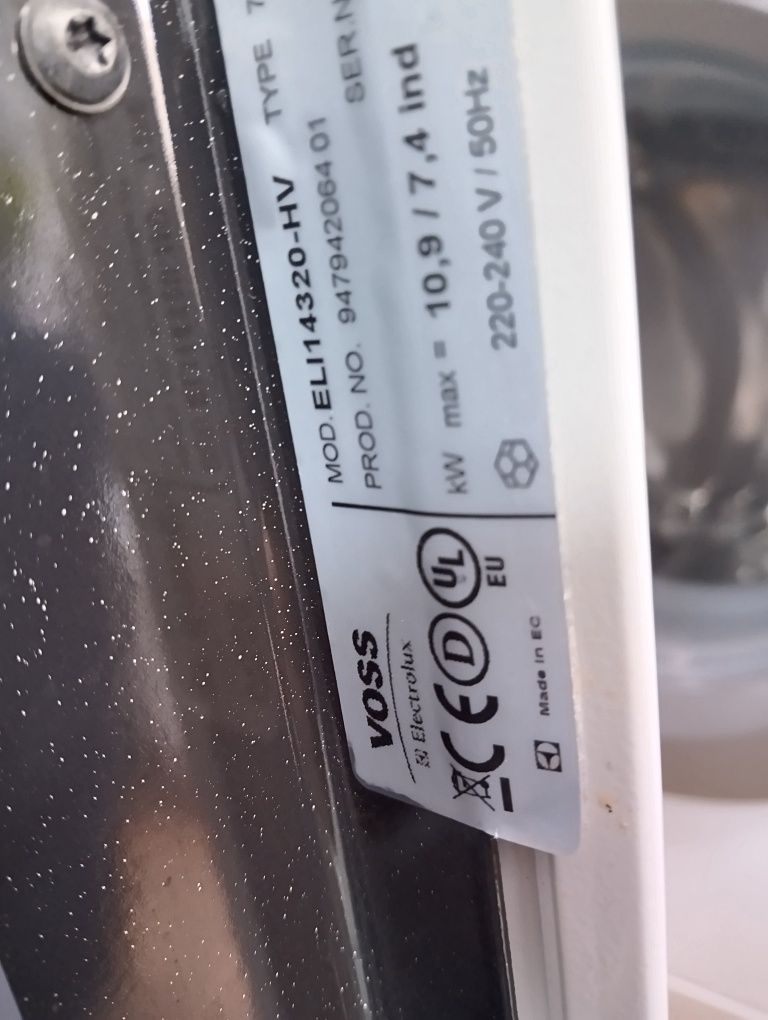 MOD. ELI14320-HV TYPE 7
PROD. NO. 947942064 01 SER.N
kW max = 10,9 / 7,4 Ind
220-240 V / 50Hz
VOSS
Electrolux
CE D UL
EU
Made in EC